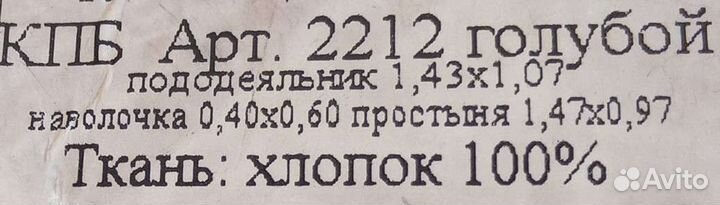 КПБ Арт. 2212 голубой
пододеяльник 1,43х1,07
наволочка 0,40х0,60 простыня 1,47х0,97
Ткань: хлопок 100%
Avito